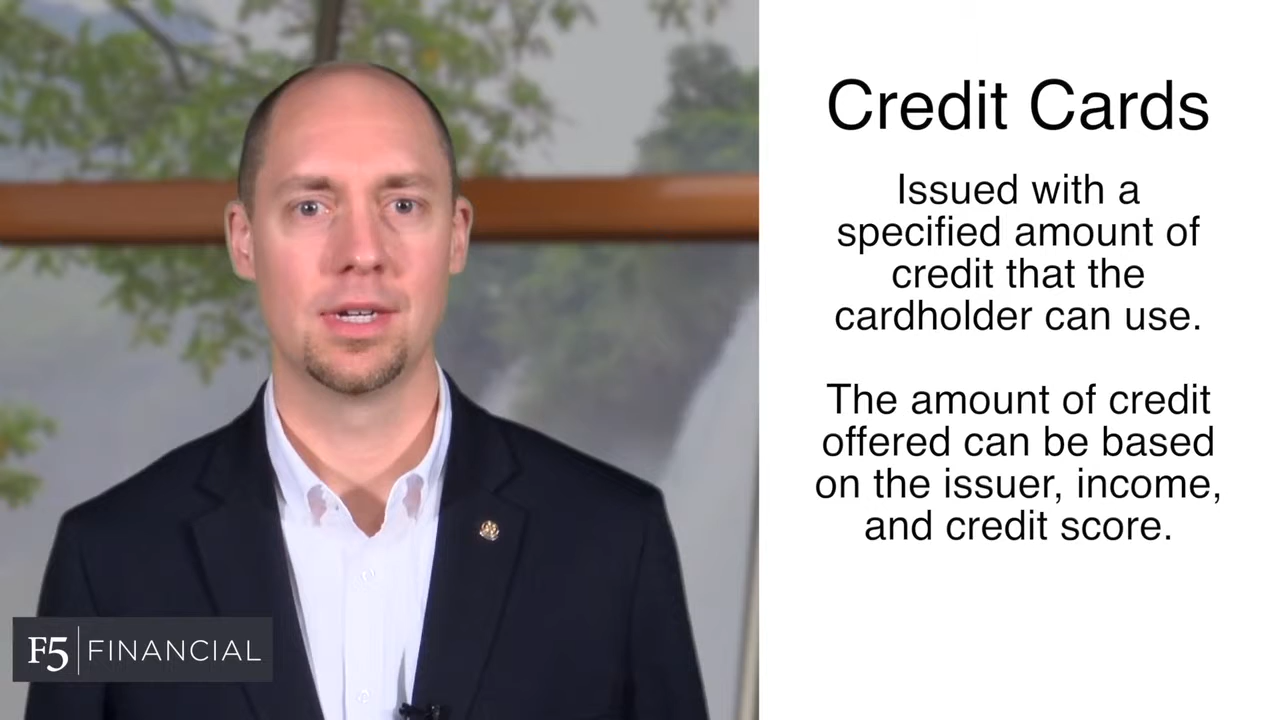 Credit Cards
Issued with a
specified amount of
credit that the
cardholder can use.
The amount of credit
offered can be based
on the issuer, income,
and credit score.
F5 FINANCIAL